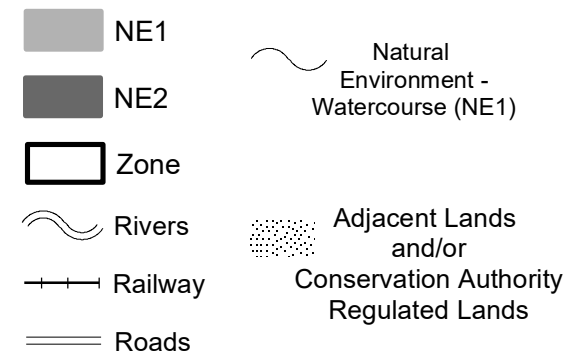 NE1
NE2
Zone
Rivers
Railway
Roads
Natural
Environment -
Watercourse (NE1)
Adjacent Lands
and/or
Conservation Authority
Regulated Lands